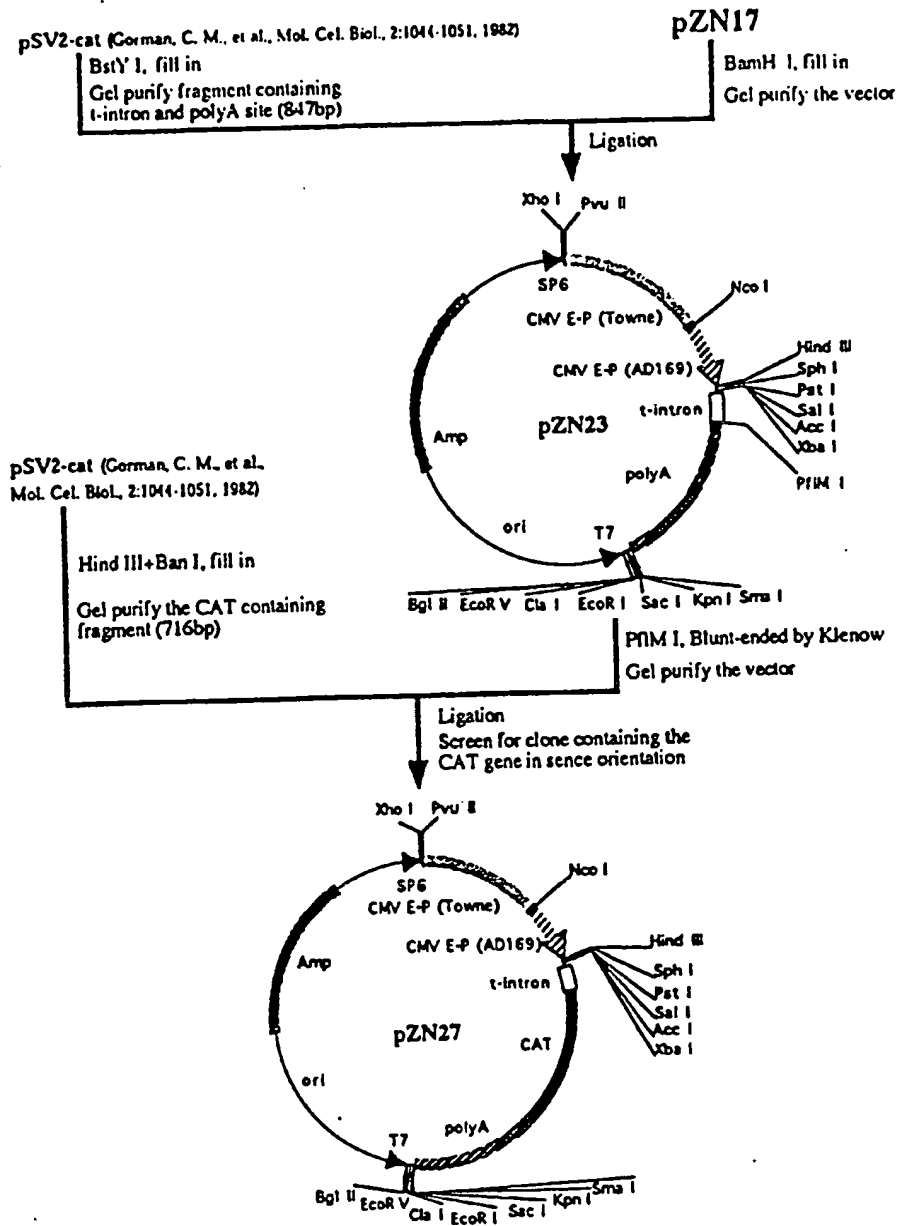 pSV2-cat (Gorman, C. M., et al., Mol. Cel. Biol., 2:1044-1051, 1982)
BstY I, fill in
Gel purify fragment containing
t-intron and polyA site (847bp)
pZN17
BamH I, fill in
Gel purify the vector
Ligation
Xho I
Pvu II
SP6
CMV E-P (Towne)
Nco I
CMV E-P (AD169)
Hind III
Sph I
Pst I
Sal I
Acc I
Xba I
t-intron
pZN23
Amp
PflM I
polyA
ori
T7
Bgl II EcoR V Cla I EcoR I Sac I Kpn I Sma I
pSV2-cat (Gorman, C. M., et al.,
Mol. Cel. Biol., 2:1044-1051, 1982)
Hind III+Ban I, fill in
Gel purify the CAT containing
fragment (716bp)
PflM I, Blunt-ended by Klenow
Gel purify the vector
Ligation
Screen for clone containing the
CAT gene in sence orientation
Xho I Pvu II
SP6
CMV E-P (Towne)
Nco I
CMV E-P (AD169)
Hind III
Sph I
Pst I
Sal I
Acc I
Xba I
t-intron
Amp
pZN27
CAT
ori
polyA
T7
Bgl II EcoR V Cla I EcoR I Sac I Kpn I Sma I